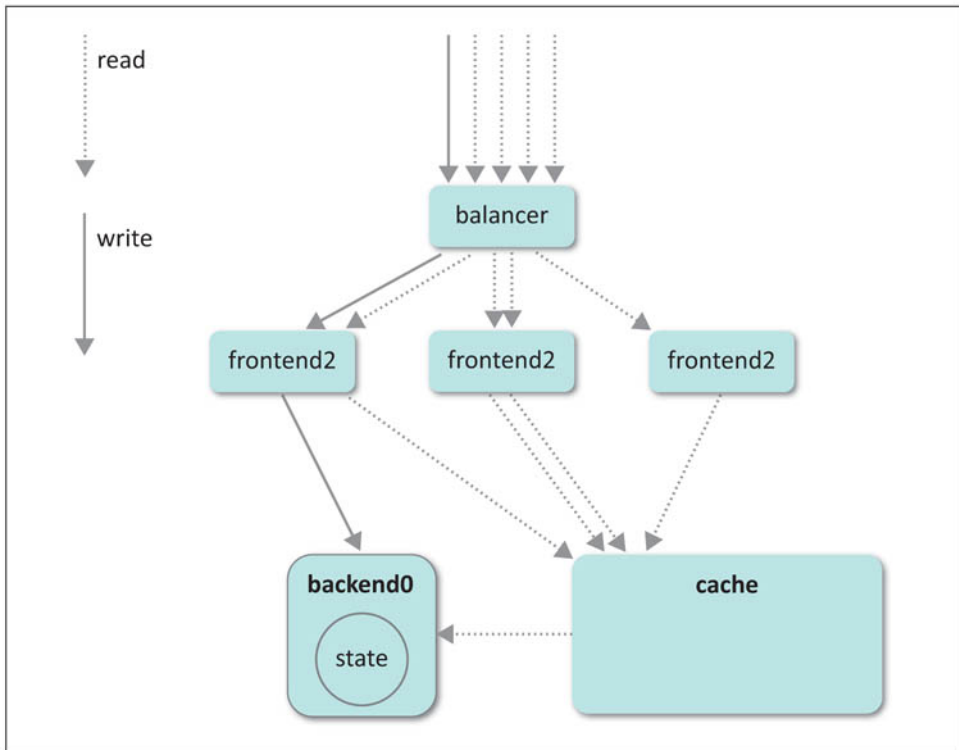 read
write
balancer
frontend2
frontend2
frontend2
backend0
state
cache